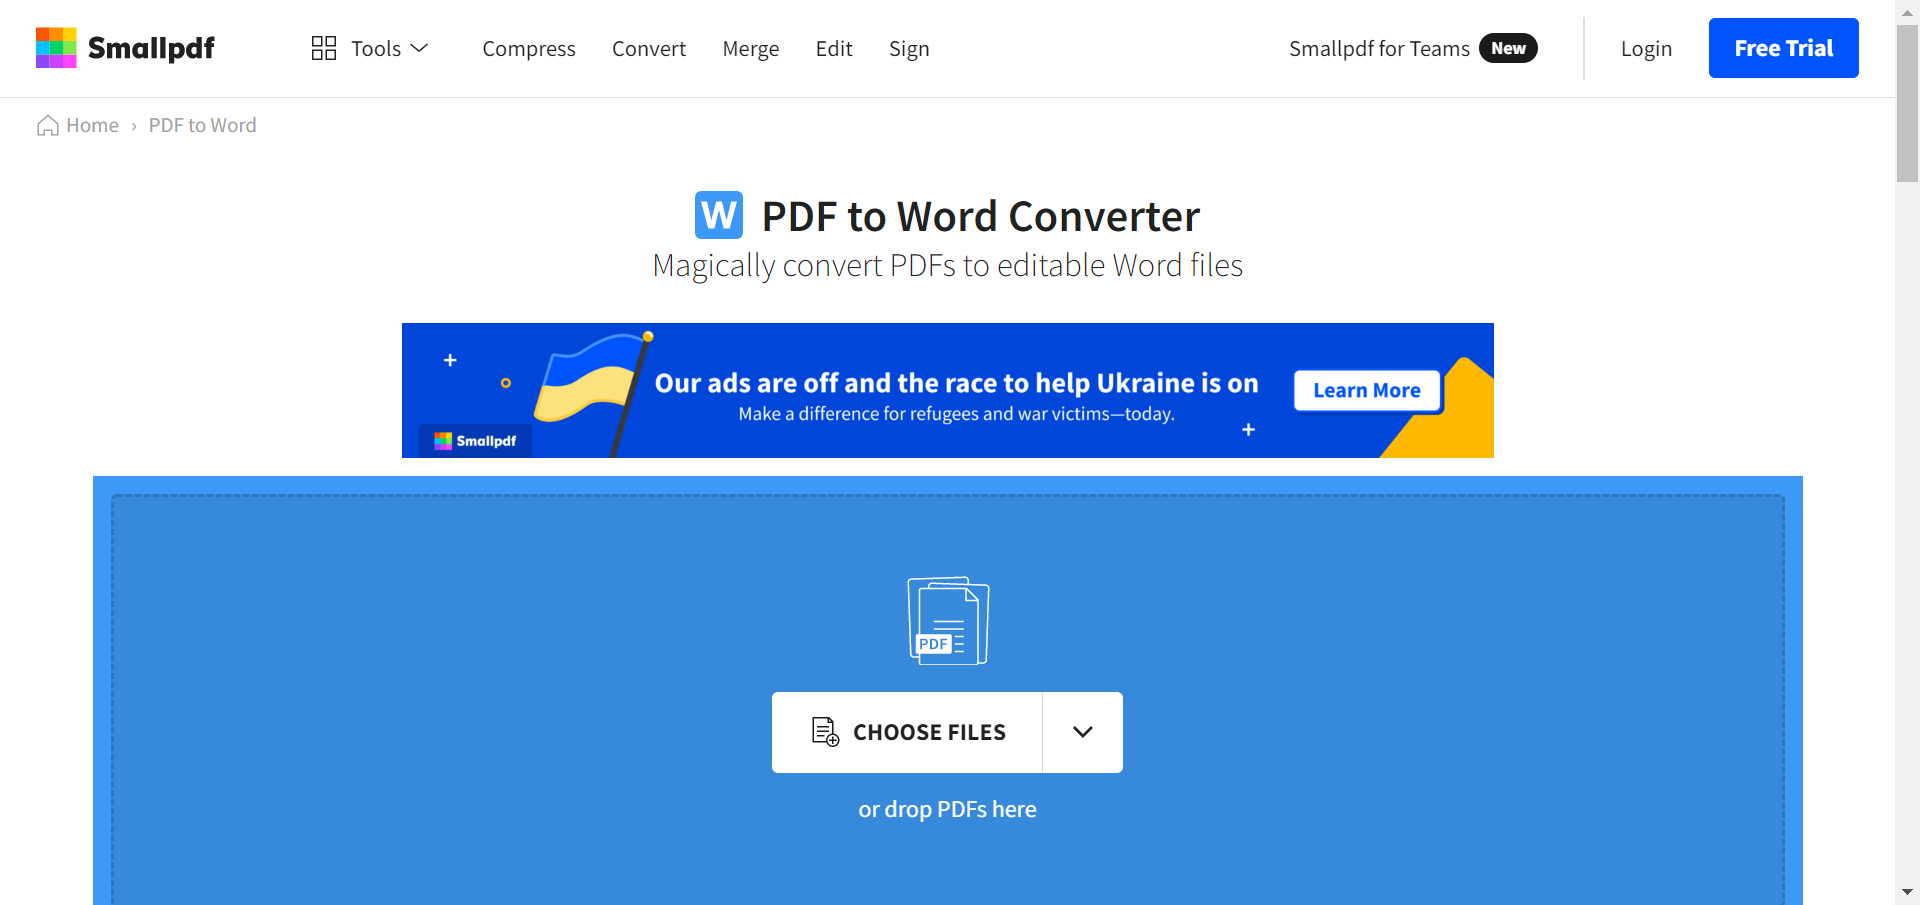 Smallpdf
Tools
Compress
Convert
Merge
Edit
Sign
Smallpdf for Teams New
Login
Free Trial
Home › PDF to Word
W PDF to Word Converter
Magically convert PDFs to editable Word files
Our ads are off and the race to help Ukraine is on
Make a difference for refugees and war victims—today.
Learn More
Smallpdf
PDF
CHOOSE FILES
or drop PDFs here